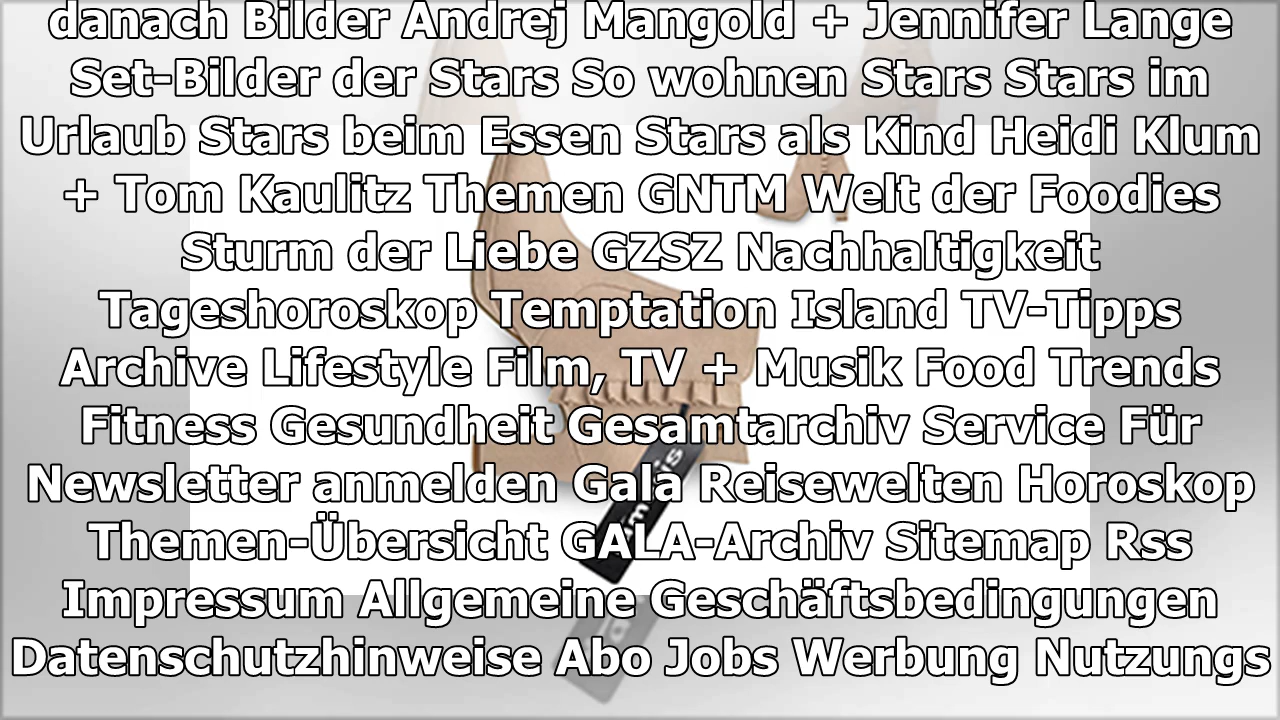 danach Bilder Andrej Mangold + Jennifer Lange
Set-Bilder der Stars So wohnen Stars Stars im
Urlaub Stars beim Essen Stars als Kind Heidi Klum
+ Tom Kaulitz Themen GNTM Welt der Foodies
Sturm der Liebe GZSZ Nachhaltigkeit
Tageshoroskop Temptation Island TV-Tipps
Archive Lifestyle Film, TV + Musik Food Trends
Fitness Gesundheit Gesamtarchiv Service Für
Newsletter anmelden Gala Reisewelten Horoskop
Themen-Übersicht GALA-Archiv Sitemap Rss
Impressum Allgemeine Geschäftsbedingungen
Datenschutzhinweise Abo Jobs Werbung Nutzungs